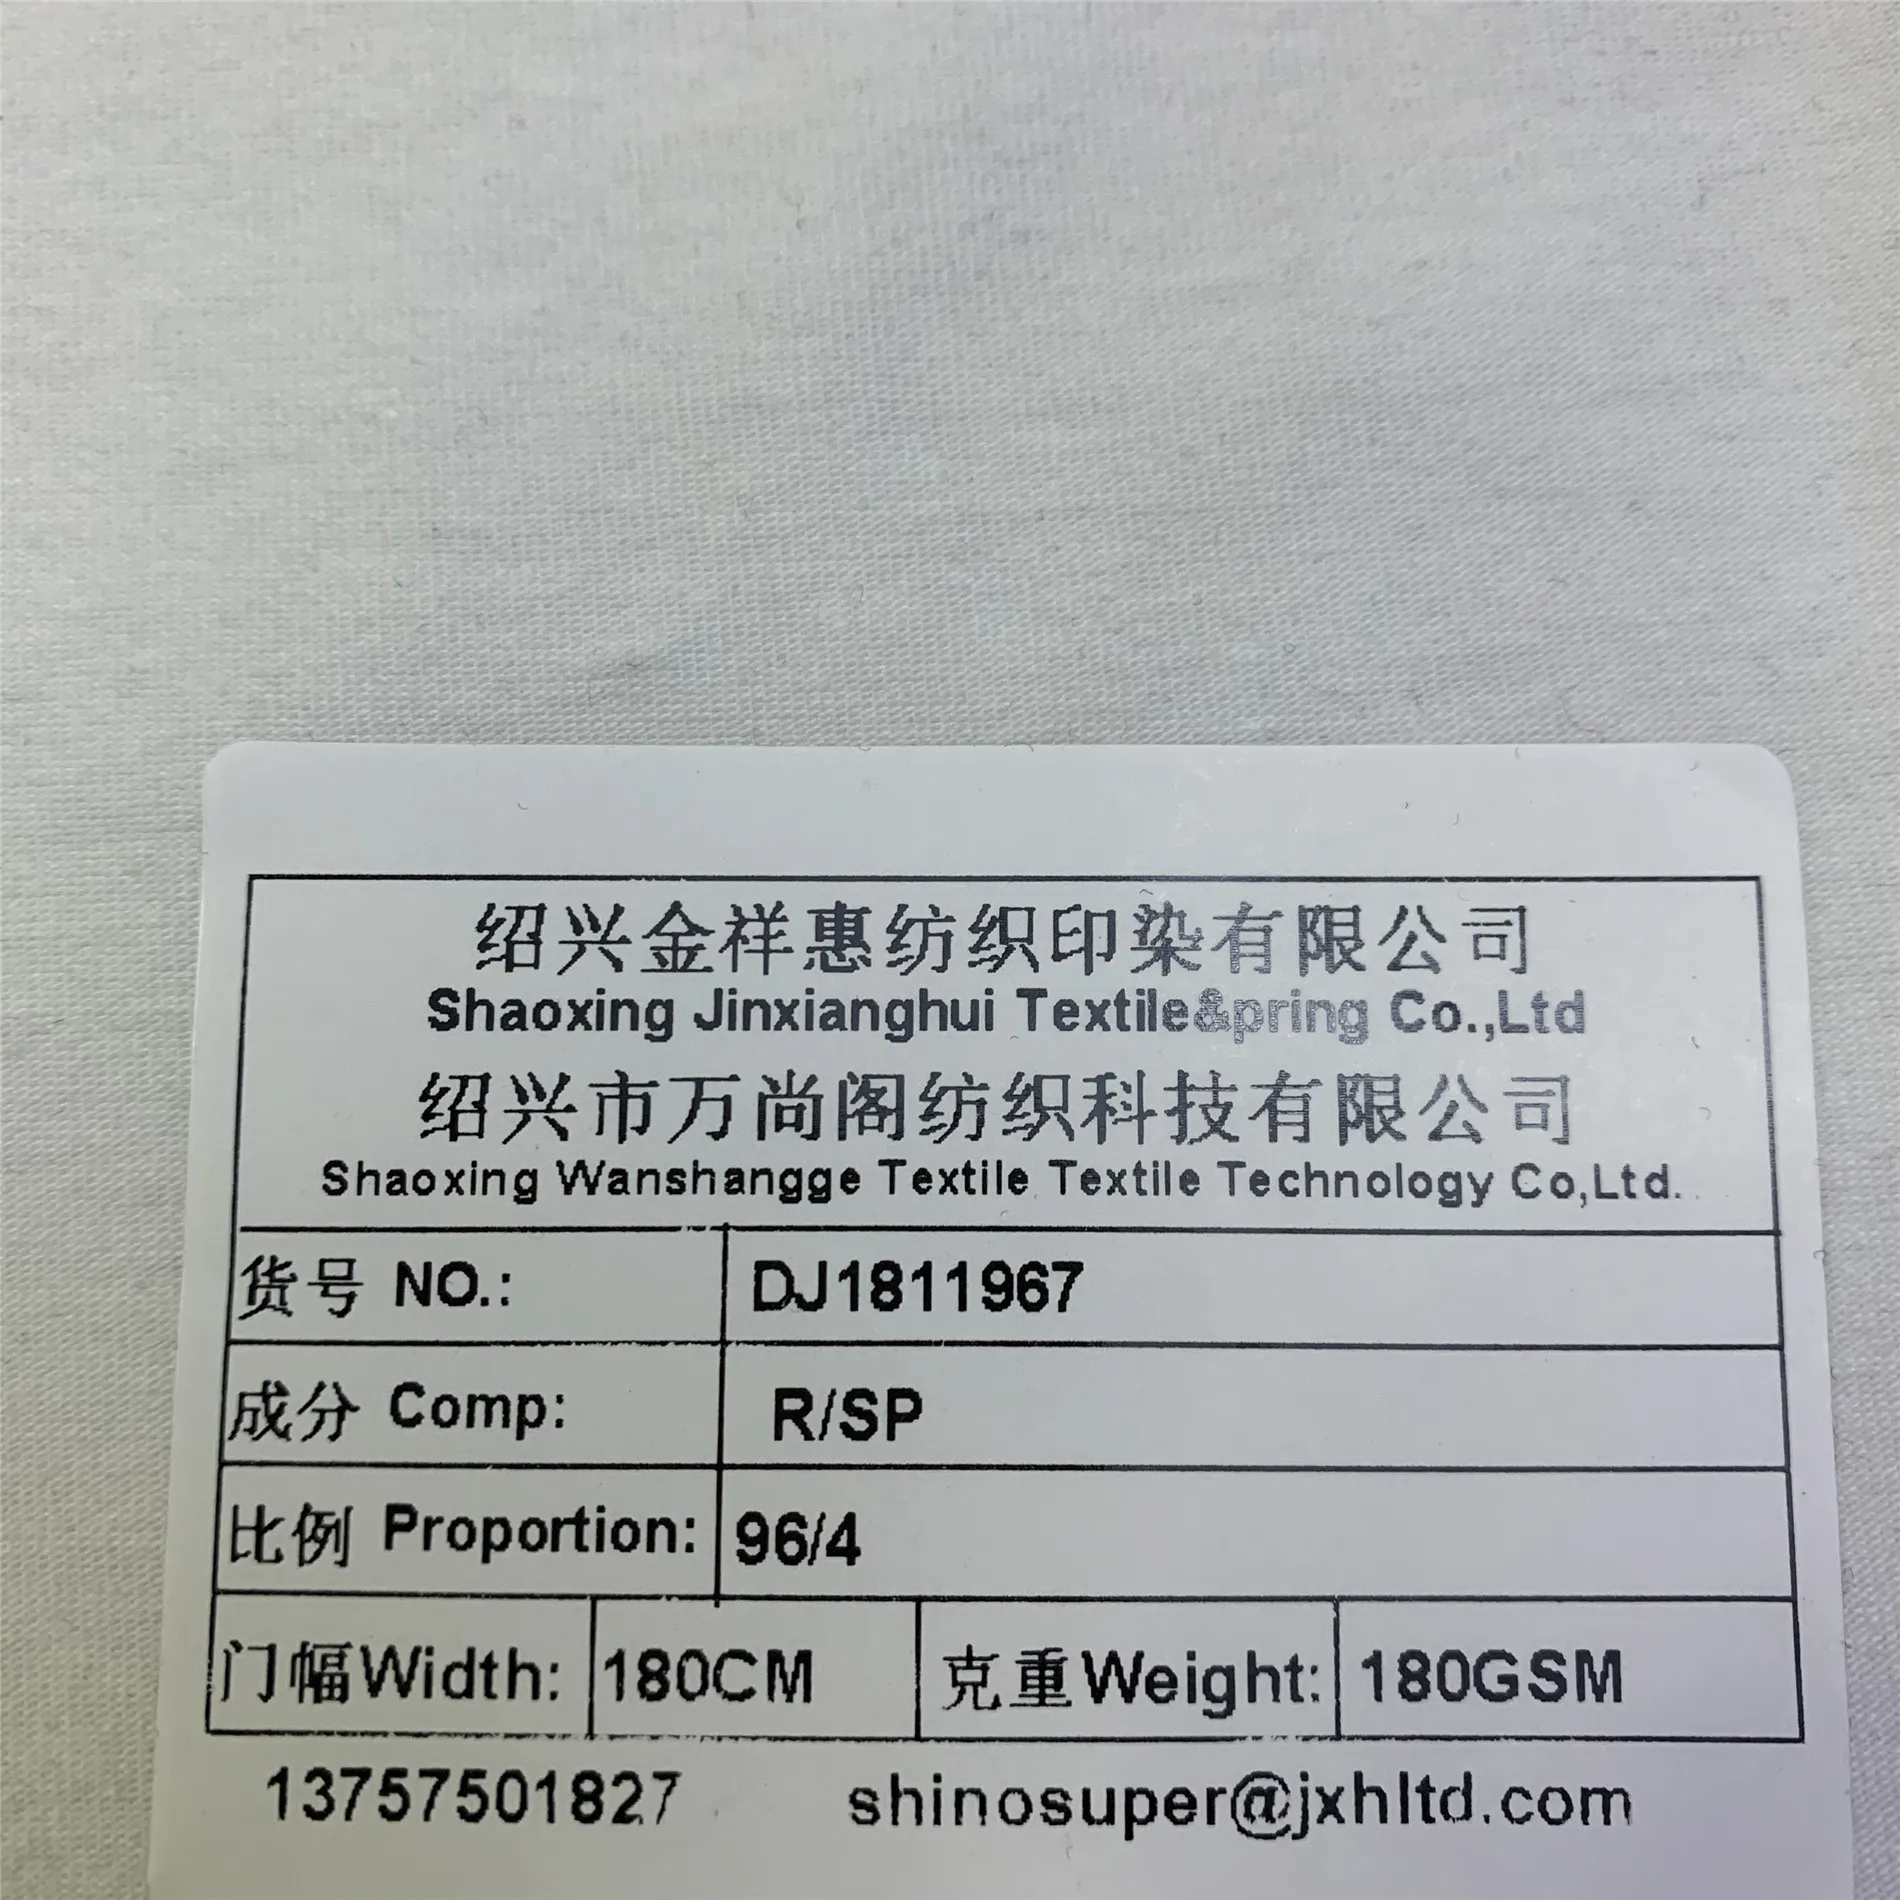 绍兴金祥惠纺织印染有限公司
Shaoxing Jinxianghui Textile&pring Co.,Ltd
绍兴市万尚阁纺织科技有限公司
Shaoxing Wanshangge Textile Textile Technology Co,Ltd.
货号 NO.: DJ1811967
成分 Comp: R/SP
比例 Proportion: 96/4
门幅Width: 180CM 克重Weight: 180GSM
13757501827 shinosuper@jxhltd.com